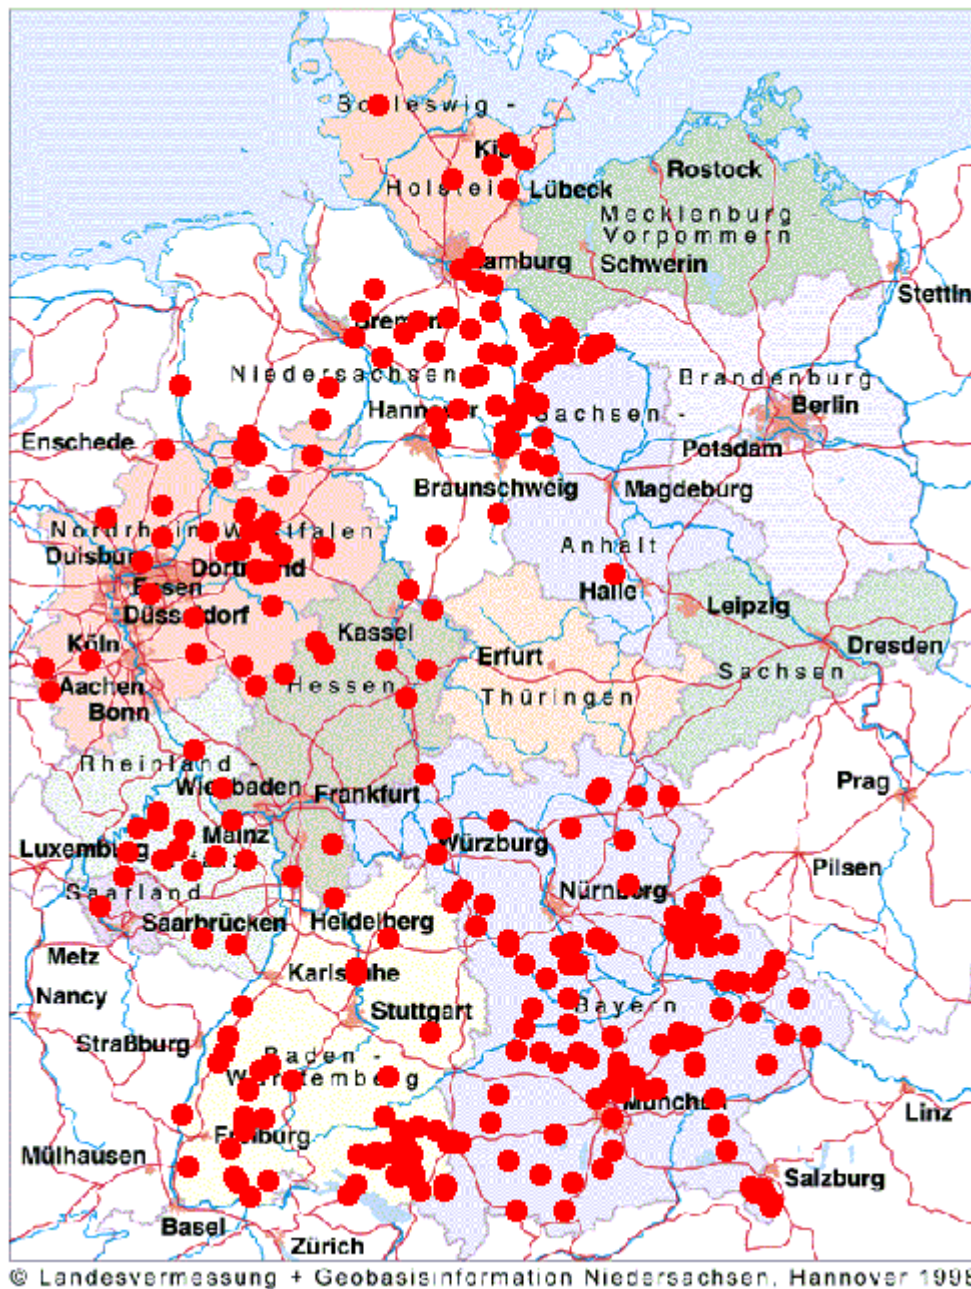 Schleswig -
Kiel
Holstein
Lübeck
Rostock
Mecklenburg -
Vorpommern
Schwerin
Hamburg
Stettin
Bremen
Niedersachsen
Brandenburg
Berlin
Hannover
Sachsen -
Enschede
Potsdam
Braunschweig
Magdeburg
Nordrhein - Westfalen
Anhalt
Duisburg
Dortmund
Essen
Halle
Düsseldorf
Leipzig
Köln
Kassel
Dresden
Erfurt
Sachsen
Aachen
Hessen
Thüringen
Bonn
Rheinland -
Wiesbaden
Frankfurt
Prag
Mainz
Würzburg
Luxemburg
Pilsen
Saarland
Nürnberg
Saarbrücken
Heidelberg
Metz
Karlsruhe
Nancy
Stuttgart
Bayern
Straßburg
Baden -
Württemberg
München
Linz
Freiburg
Mülhausen
Salzburg
Basel
Zürich
© Landesvermessung + Geobasisinformation Niedersachsen, Hannover 1998